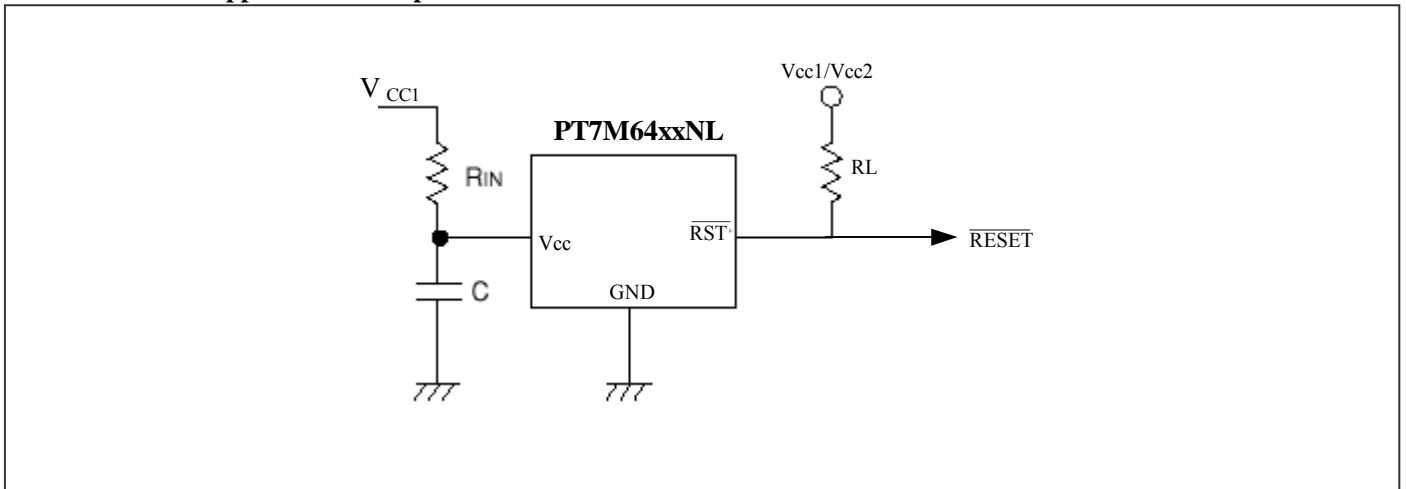 Vcc1/Vcc2
V CC1
PT7M64xxNL
RIN
RL
Vcc
RST
RESET
C
GND